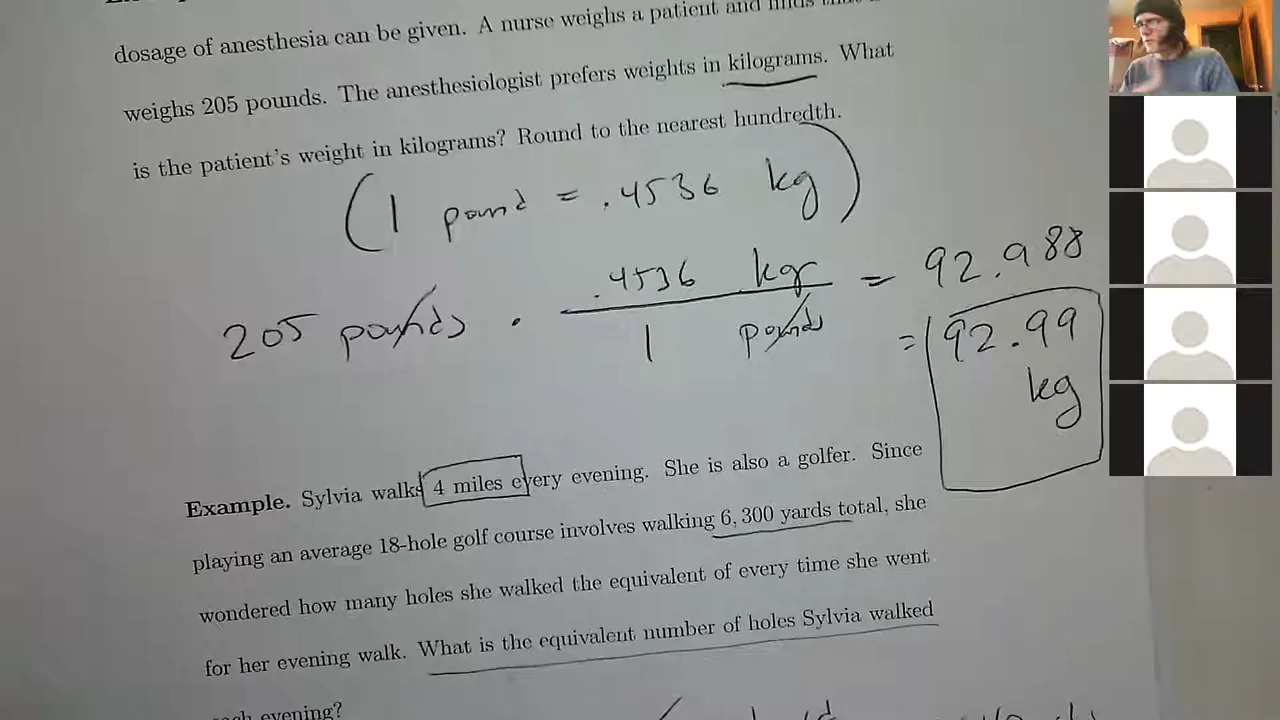 dosage of anesthesia can be given. A nurse weighs a patient and finds
weighs 205 pounds. The anesthesiologist prefers weights in kilograms. What
is the patient's weight in kilograms? Round to the nearest hundredth.
(1 pound = .4536 kg)
205 pounds · .4536 kg / 1 pounds = 92.988
= 92.99
kg
Example. Sylvia walks 4 miles every evening. She is also a golfer. Since
playing an average 18-hole golf course involves walking 6,300 yards total, she
wondered how many holes she walked the equivalent of every time she went
for her evening walk. What is the equivalent number of holes Sylvia walked
each evening?